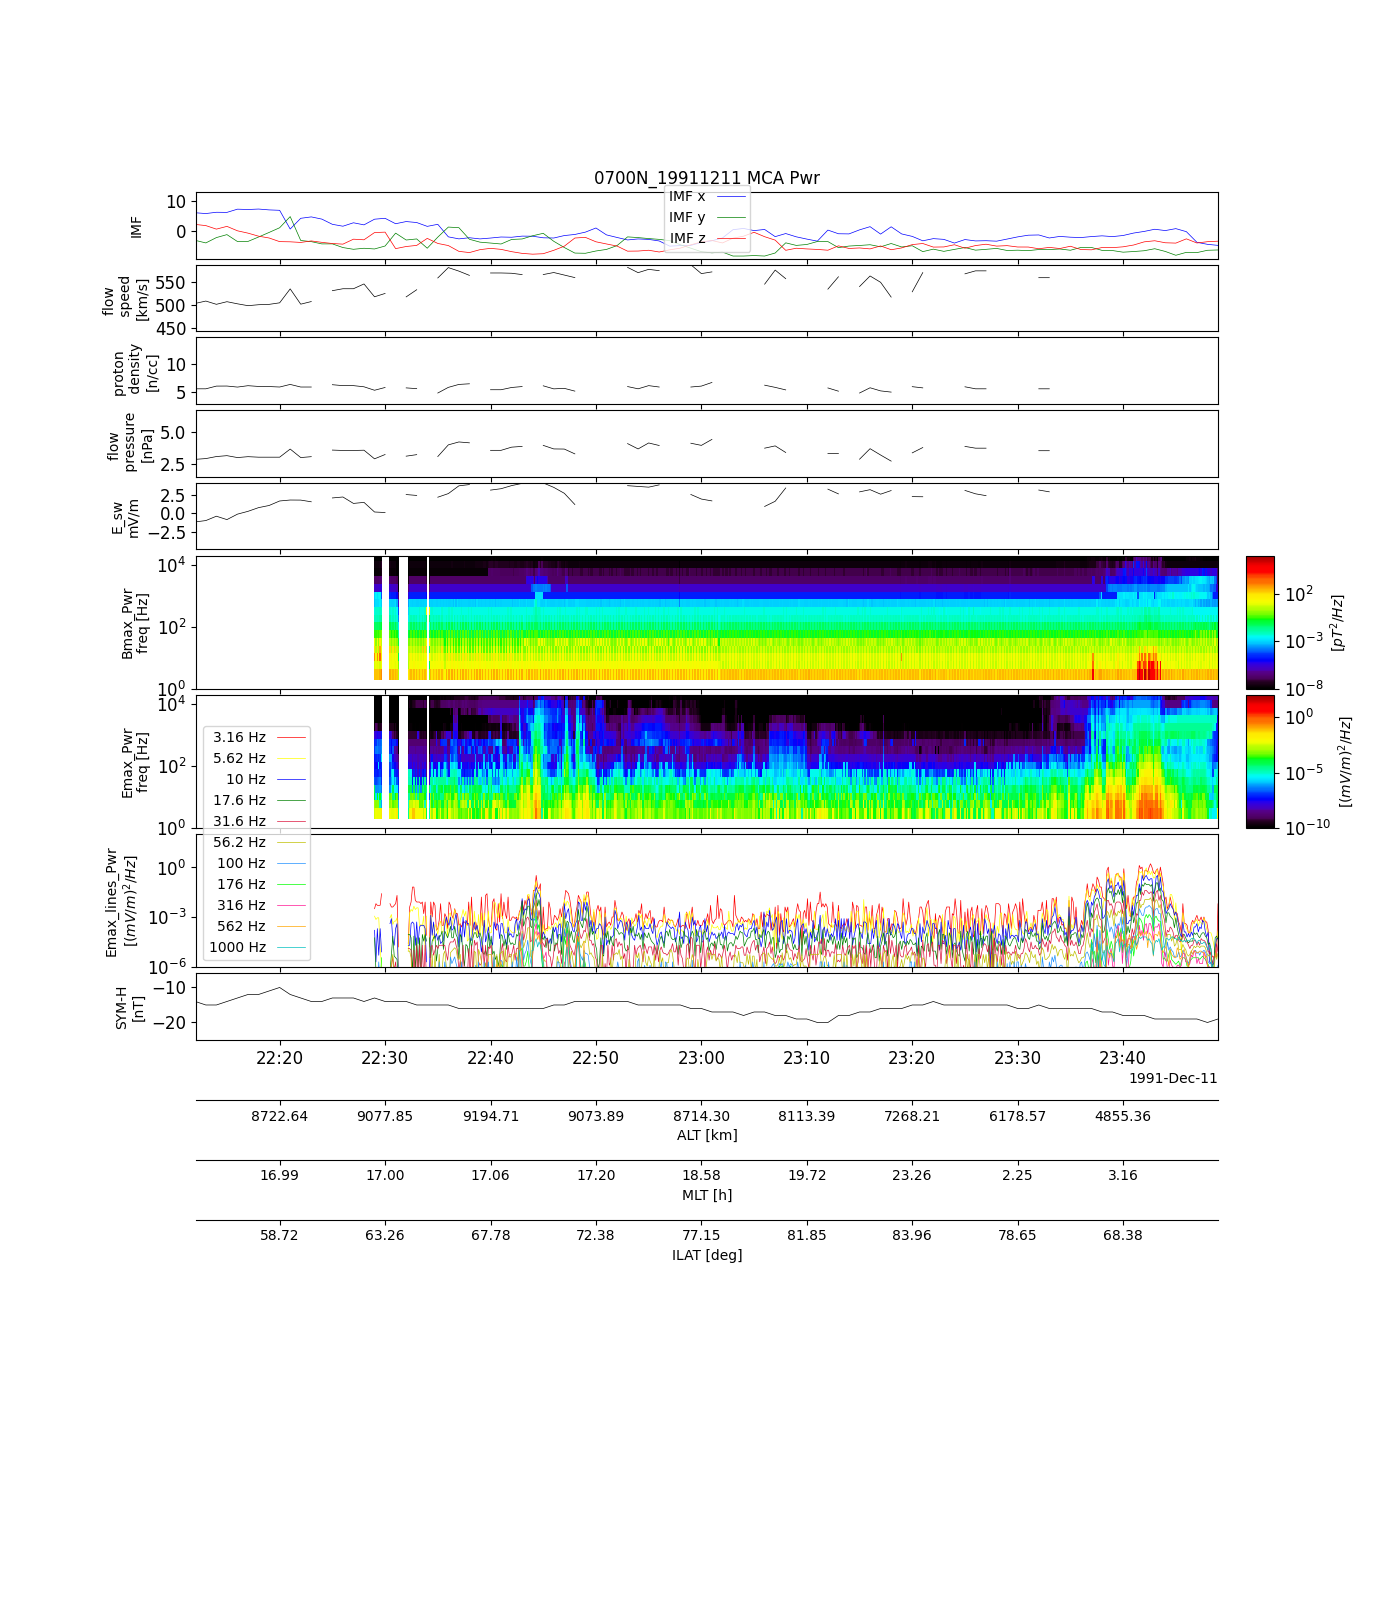 0700N_19911211 MCA Pwr
10
0
IMF
IMF x
IMF y
IMF z
550
500
450
flow
speed
[km/s]
10
5
proton
density
[n/cc]
5.0
2.5
flow
pressure
[nPa]
2.5
0.0
−2.5
E_sw
mV/m
10^4
10^2
10^0
Bmax_Pwr
freq [Hz]
10^2
10^−3
10^−8
[pT^2/Hz]
10^4
10^2
10^0
Emax_Pwr
freq [Hz]
10^0
10^−5
10^−10
[(mV/m)^2/Hz]
3.16 Hz
5.62 Hz
10 Hz
17.6 Hz
31.6 Hz
56.2 Hz
100 Hz
176 Hz
316 Hz
562 Hz
1000 Hz
10^0
10^−3
10^−6
Emax_lines_Pwr
[(mV/m)^2/Hz]
−10
−20
SYM-H
[nT]
22:20 22:30 22:40 22:50 23:00 23:10 23:20 23:30 23:40
1991-Dec-11
8722.64 9077.85 9194.71 9073.89 8714.30 8113.39 7268.21 6178.57 4855.36
ALT [km]
16.99 17.00 17.06 17.20 18.58 19.72 23.26 2.25 3.16
MLT [h]
58.72 63.26 67.78 72.38 77.15 81.85 83.96 78.65 68.38
ILAT [deg]